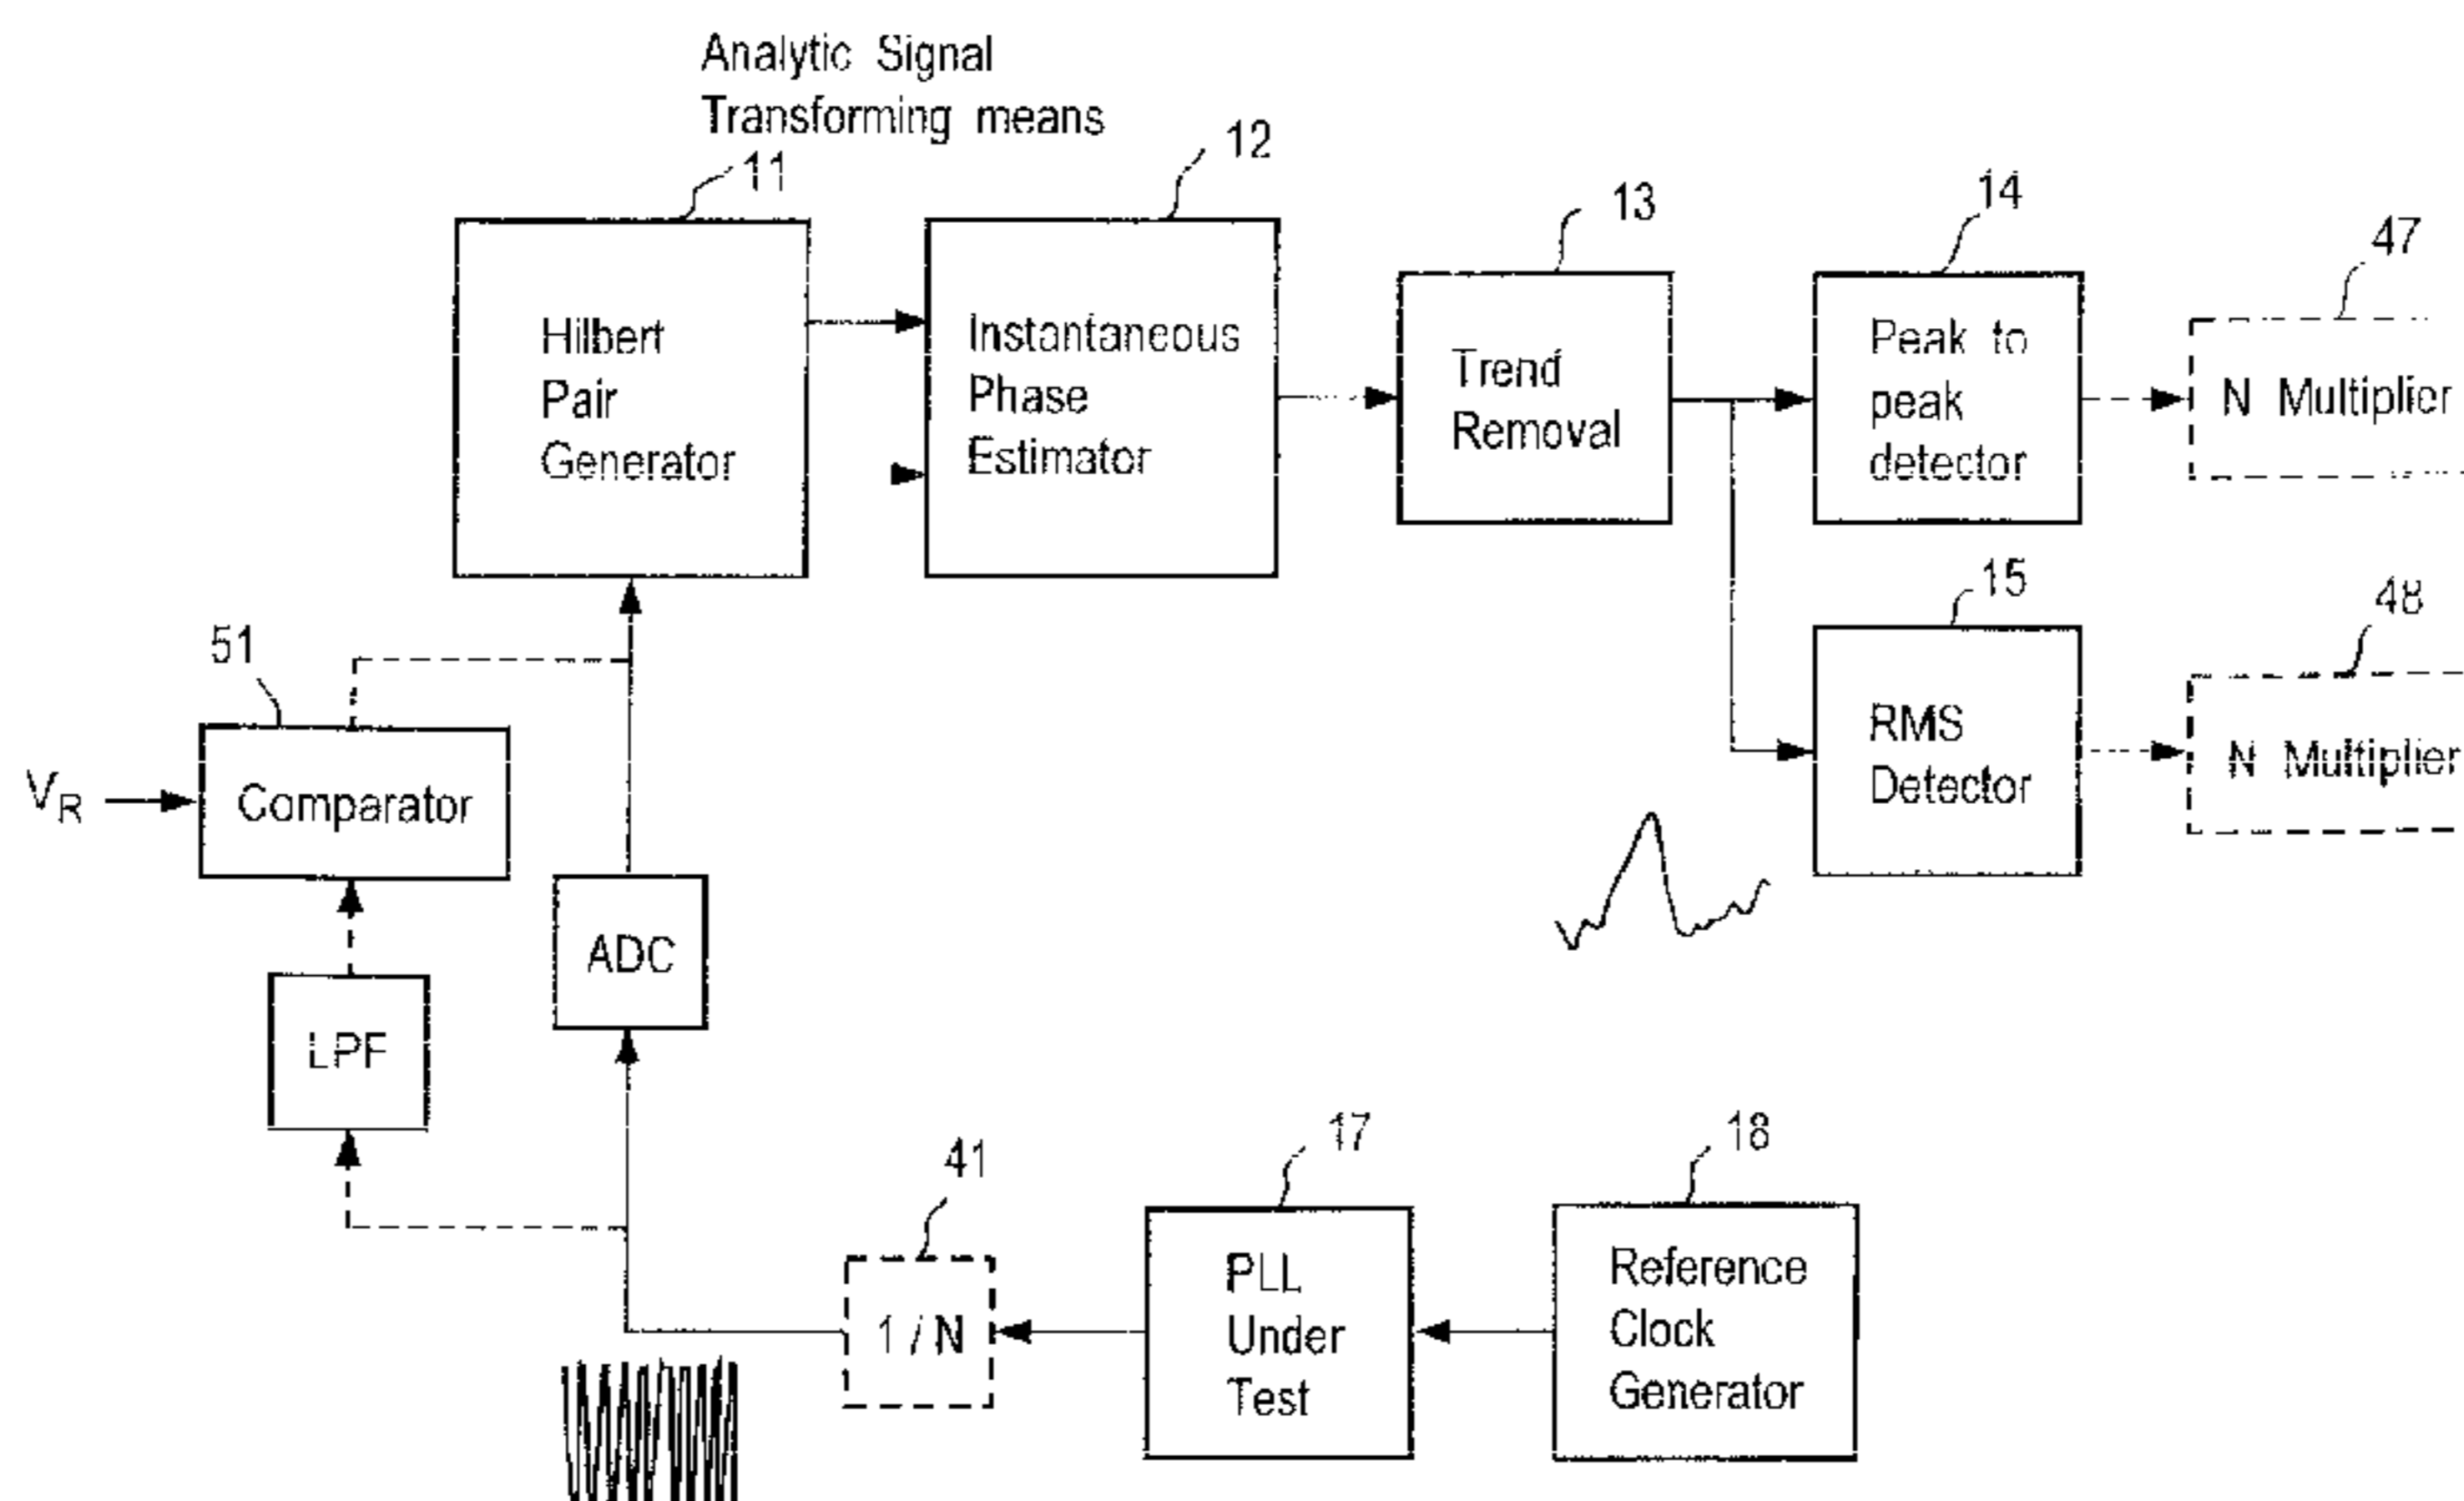 Analytic Signal
Transforming means
11
12
13
14
47
Hilbert
Pair
Generator
Instantaneous
Phase
Estimator
Trend
Removal
Peak to
peak
detector
N Multiplier
15
48
51
RMS
Detector
N Multiplier
VR
Comparator
ADC
LPF
41
17
18
1/N
PLL
Under
Test
Reference
Clock
Generator